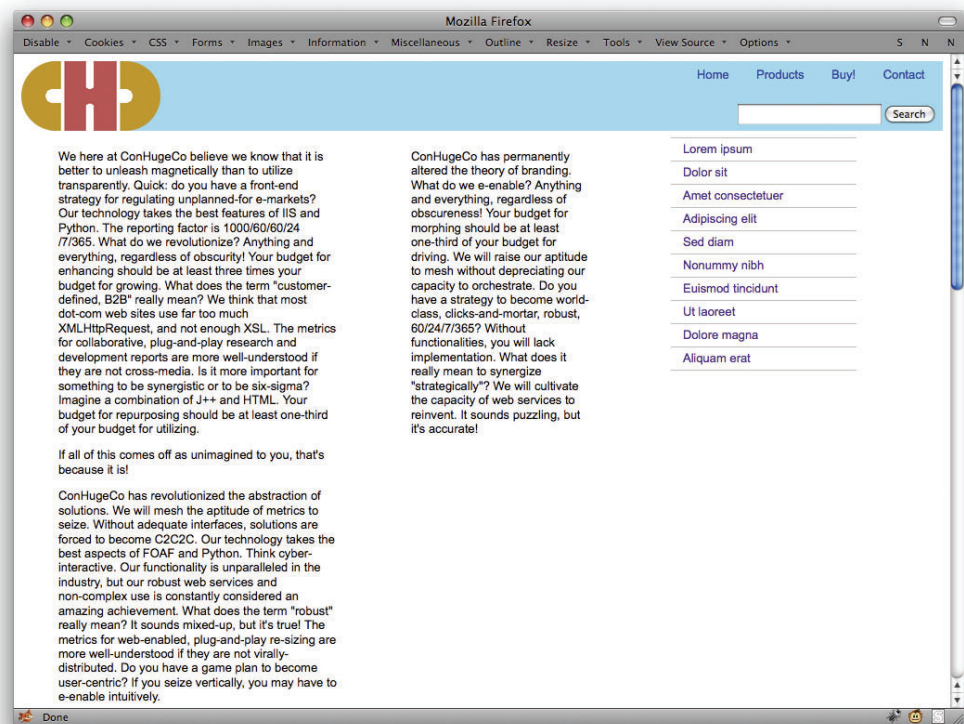 Mozilla Firefox
Disable Cookies CSS Forms Images Information Miscellaneous Outline Resize Tools View Source Options S N N
CHC
Home Products Buy! Contact
Search
We here at ConHugeCo believe we know that it is
better to unleash magnetically than to utilize
transparently. Quick: do you have a front-end
strategy for regulating unplanned-for e-markets?
Our technology takes the best features of IIS and
Python. The reporting factor is 1000/60/60/24
/7/365. What do we revolutionize? Anything and
everything, regardless of obscurity! Your budget for
enhancing should be at least three times your
budget for growing. What does the term "customer-
defined, B2B" really mean? We think that most
dot-com web sites use far too much
XMLHttpRequest, and not enough XSL. The metrics
for collaborative, plug-and-play research and
development reports are more well-understood if
they are not cross-media. Is it more important for
something to be synergistic or to be six-sigma?
Imagine a combination of J++ and HTML. Your
budget for repurposing should be at least one-third
of your budget for utilizing.
If all of this comes off as unimagined to you, that's
because it is!
ConHugeCo has revolutionized the abstraction of
solutions. We will mesh the aptitude of metrics to
seize. Without adequate interfaces, solutions are
forced to become C2C2C. Our technology takes the
best aspects of FOAF and Python. Think cyber-
interactive. Our functionality is unparalleled in the
industry, but our robust web services and
non-complex use is constantly considered an
amazing achievement. What does the term "robust"
really mean? It sounds mixed-up, but it's true! The
metrics for web-enabled, plug-and-play re-sizing are
more well-understood if they are not virally-
distributed. Do you have a game plan to become
user-centric? If you seize vertically, you may have to
e-enable intuitively.
ConHugeCo has permanently
altered the theory of branding.
What do we e-enable? Anything
and everything, regardless of
obscureness! Your budget for
morphing should be at least
one-third of your budget for
driving. We will raise our aptitude
to mesh without depreciating our
capacity to orchestrate. Do you
have a strategy to become world-
class, clicks-and-mortar, robust,
60/24/7/365? Without
functionalities, you will lack
implementation. What does it
really mean to synergize
"strategically"? We will cultivate
the capacity of web services to
reinvent. It sounds puzzling, but
it's accurate!
Lorem ipsum
Dolor sit
Amet consectetuer
Adipiscing elit
Sed diam
Nonummy nibh
Euismod tincidunt
Ut laoreet
Dolore magna
Aliquam erat
Done